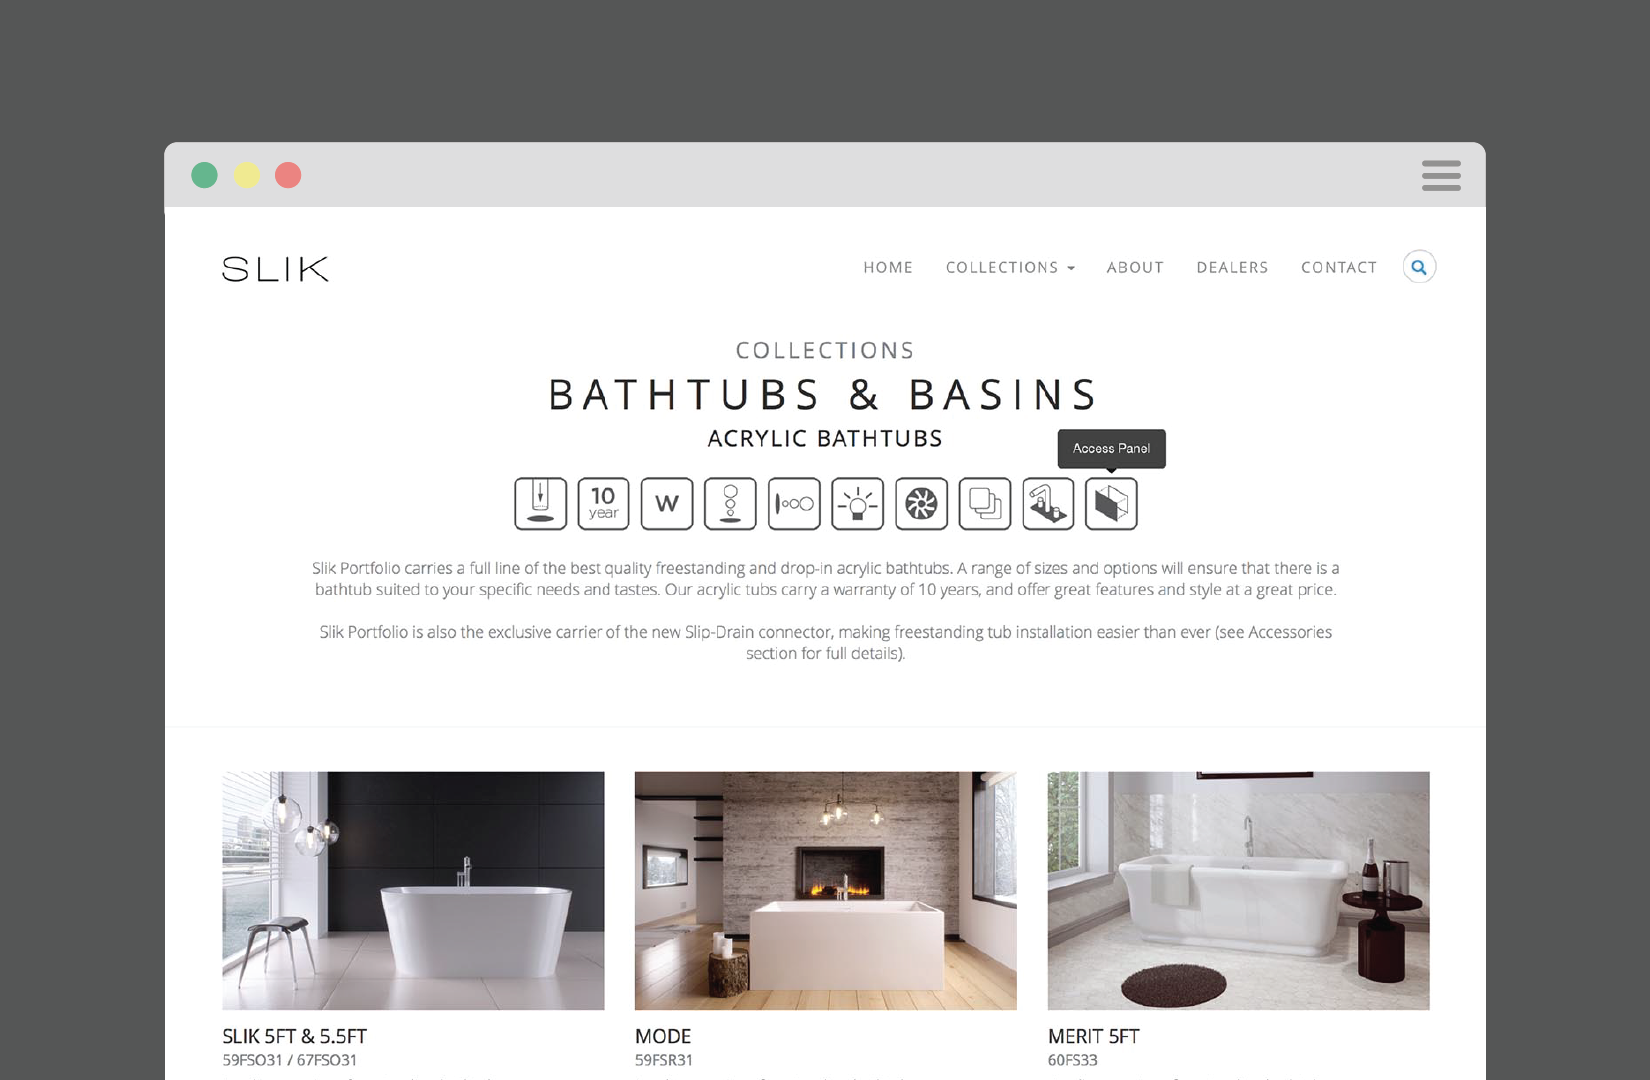 SLIK
HOME COLLECTIONS ABOUT DEALERS CONTACT
COLLECTIONS
BATHTUBS & BASINS
ACRYLIC BATHTUBS
Access Panel
10
year
W
Slik Portfolio carries a full line of the best quality freestanding and drop-in acrylic bathtubs. A range of sizes and options will ensure that there is a
bathtub suited to your specific needs and tastes. Our acrylic tubs carry a warranty of 10 years, and offer great features and style at a great price.
Slik Portfolio is also the exclusive carrier of the new Slip-Drain connector, making freestanding tub installation easier than ever (see Accessories
section for full details).
SLIK 5FT & 5.5FT
59FSO31 / 67FSO31
MODE
59FSR31
MERIT 5FT
60FS33